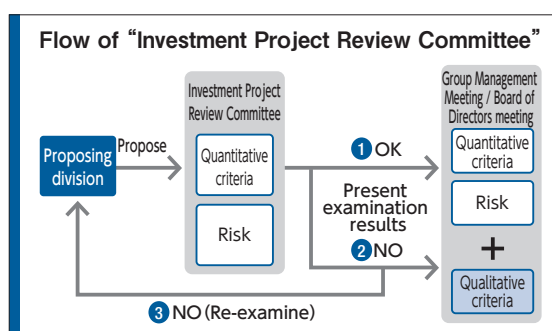 Flow of “Investment Project Review Committee”
Investment Project
Review Committee
Group Management
Meeting / Board of
Directors meeting
Proposing
division
Propose
Quantitative
criteria
Risk
1 OK
Present
examination
results
2 NO
Quantitative
criteria
Risk
+
Qualitative
criteria
3 NO (Re-examine)